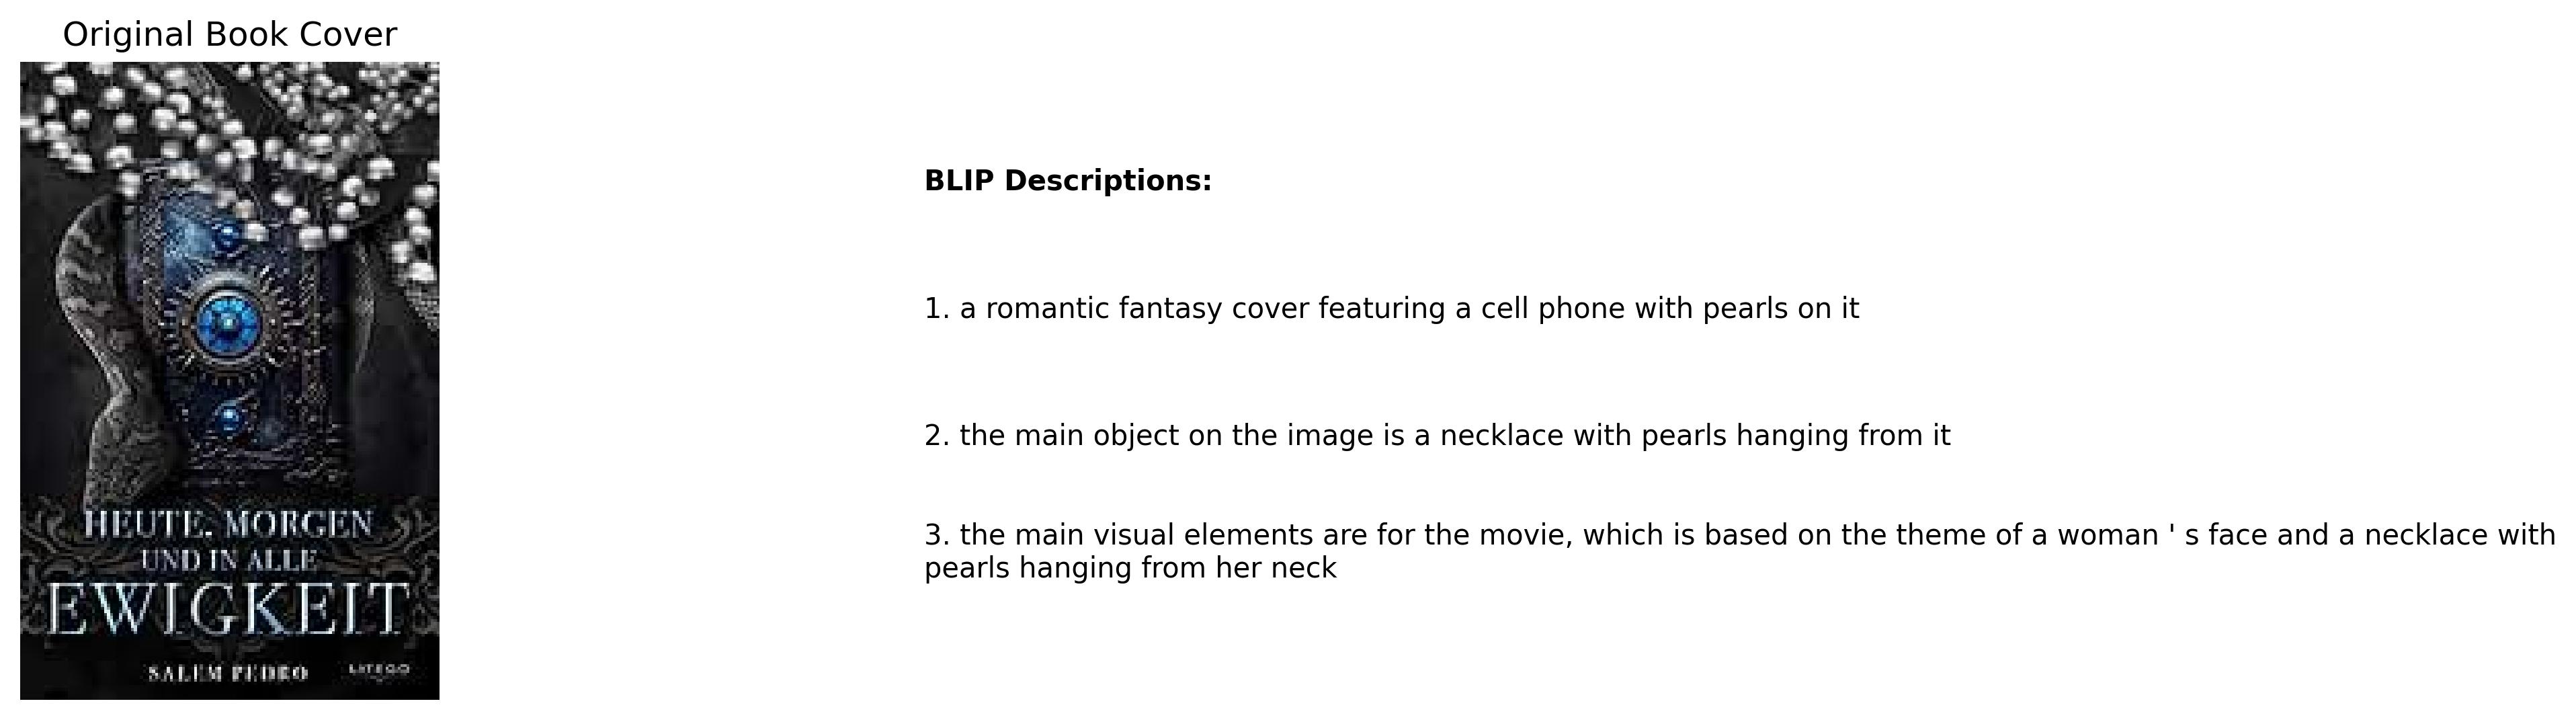 Original Book Cover
HEUTE, MORGEN
UND IN ALLE
EWIGKEIT
SALEM PEDRO
LITEGO
BLIP Descriptions:
1. a romantic fantasy cover featuring a cell phone with pearls on it
2. the main object on the image is a necklace with pearls hanging from it
3. the main visual elements are for the movie, which is based on the theme of a woman ' s face and a necklace with
pearls hanging from her neck